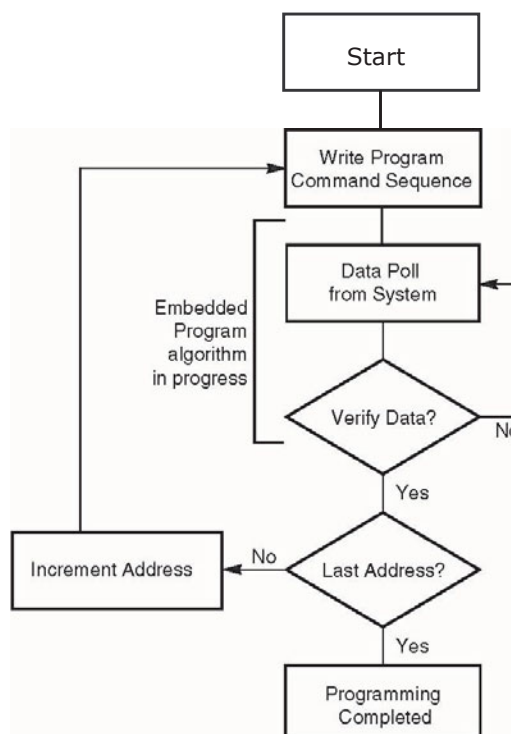 Start
Write Program
Command Sequence
Data Poll
from System
Embedded
Program
algorithm
in progress
Verify Data?
No
Yes
Last Address?
No
Increment Address
Yes
Programming
Completed